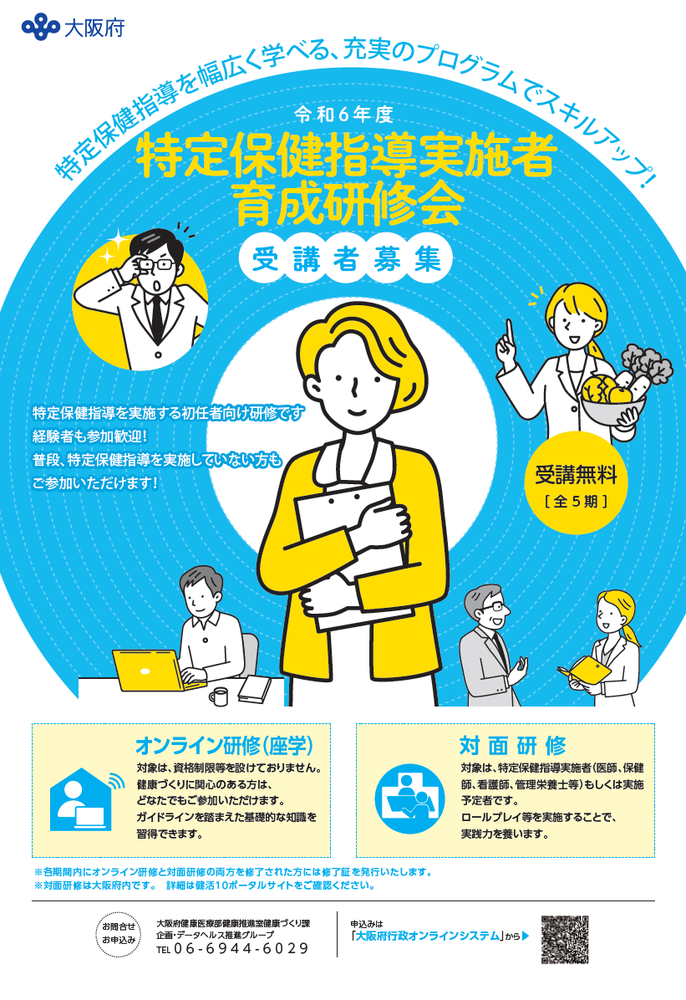 大阪府
特定保健指導を幅広く学べる、充実のプログラムでスキルアップ！
令和6年度
特定保健指導実施者
育成研修会
受講者募集
特定保健指導を実施する初任者向け研修です
経験者も参加歓迎！
普段、特定保健指導を実施していない方も
ご参加いただけます！
受講無料
［全5期］
オンライン研修（座学）
対象は、資格制限等を設けておりません。
健康づくりに関心のある方は、
どなたでもご参加いただけます。
ガイドラインを踏まえた基礎的な知識を
習得できます。
対面研修
対象は、特定保健指導実施者（医師、保健
師、看護師、管理栄養士等）もしくは実施
予定者です。
ロールプレイ等を実施することで、
実践力を養います。
※各期間内にオンライン研修と対面研修の両方を修了された方には修了証を発行いたします。
※対面研修は大阪府内です。 詳細は健活10ポータルサイトをご確認ください。
お問合せ
お申込み
大阪府健康医療部健康推進室健康づくり課
企画・データヘルス推進グループ
TEL 06-6944-6029
申込みは
「大阪府行政オンラインシステム」から▶